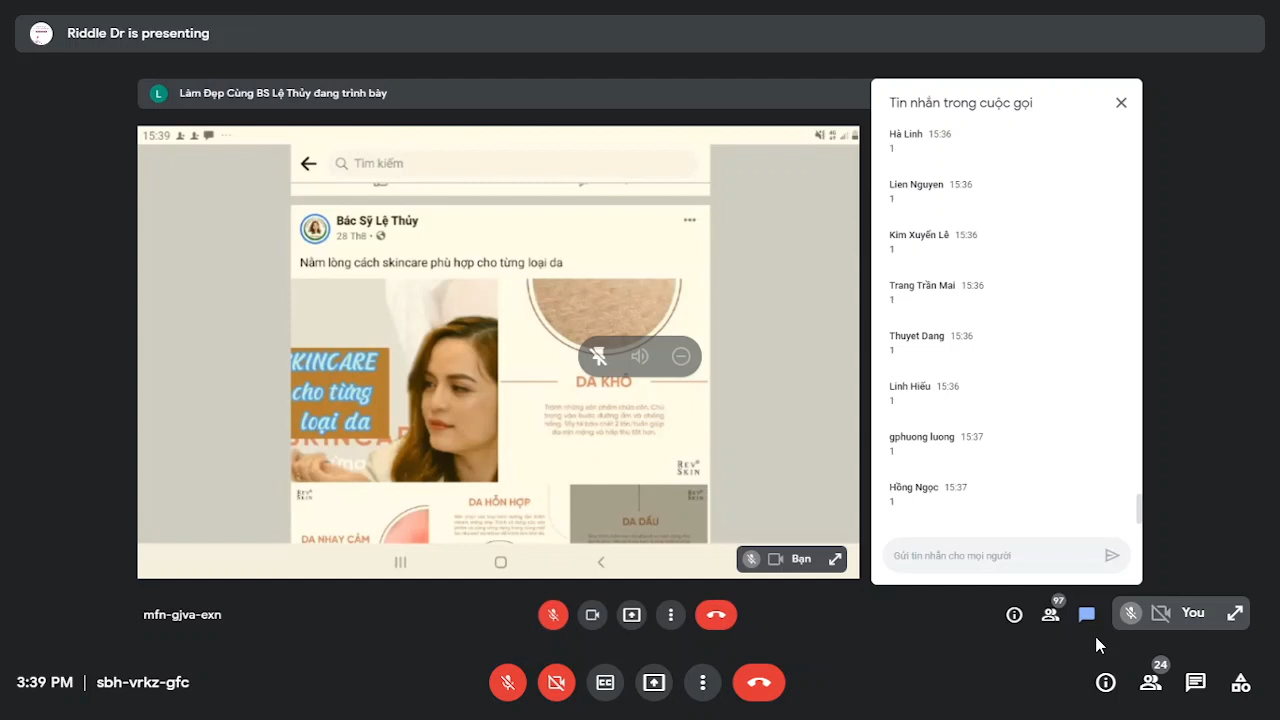 Riddle Dr is presenting
L
Làm Đẹp Cùng BS Lệ Thủy đang trình bày
15:39
Tìm kiếm
Bác Sỹ Lệ Thủy
28 Th8
Nằm lòng cách skincare phù hợp cho từng loại da
SKINCARE
cho từng
loại da
DA KHÔ
REV
SKIN
REV
SKIN
DA HỖN HỢP
DA NHẠY CẢM
DA DẦU
Bạn
Tin nhắn trong cuộc gọi
Hà Linh 15:36
1
Lien Nguyen 15:36
1
Kim Xuyến Lê 15:36
1
Trang Trần Mai 15:36
1
Thuyet Dang 15:36
1
Linh Hiếu 15:36
1
gphuong luong 15:37
1
Hồng Ngọc 15:37
1
Gửi tin nhắn cho mọi người
mfn-gjva-exn
97
You
3:39 PM | sbh-vrkz-gfc
24